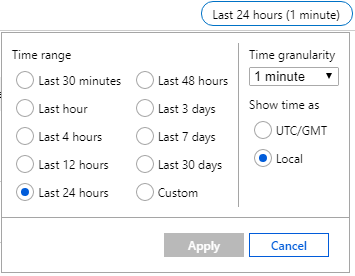 Last 24 hours (1 minute)
Time range
Last 30 minutes
Last hour
Last 4 hours
Last 12 hours
Last 24 hours
Last 48 hours
Last 3 days
Last 7 days
Last 30 days
Custom
Time granularity
1 minute
Show time as
UTC/GMT
Local
Apply
Cancel